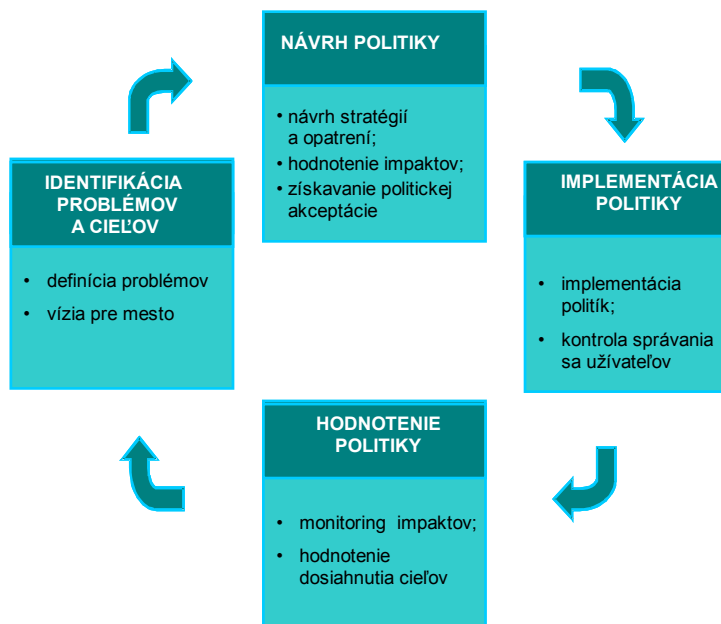 NÁVRH POLITIKY
• návrh stratégií
a opatrení;
• hodnotenie impaktov;
• získavanie politickej
akceptácie
IDENTIFIKÁCIA
PROBLÉMOV
A CIEĽOV
• definícia problémov
• vízia pre mesto
IMPLEMENTÁCIA
POLITIKY
• implementácia
politík;
• kontrola správania
sa užívateľov
HODNOTENIE
POLITIKY
• monitoring impaktov;
• hodnotenie
dosiahnutia cieľov